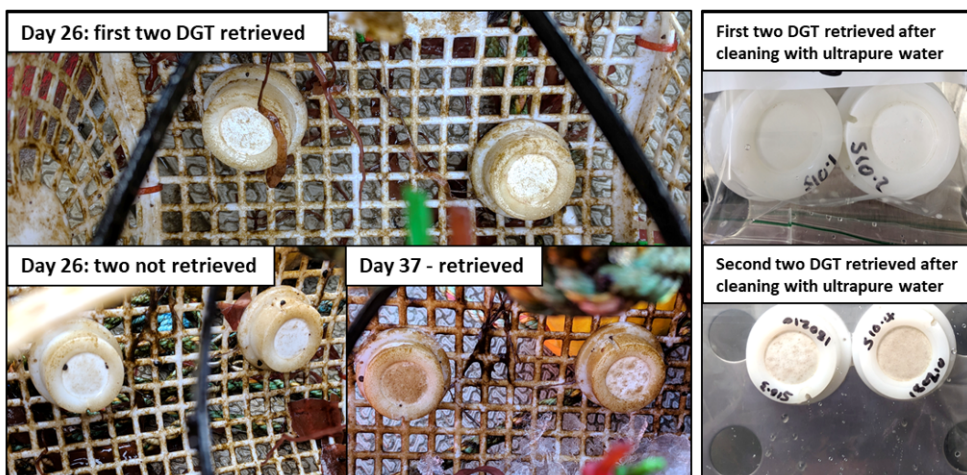 Day 26: first two DGT retrieved
Day 26: two not retrieved
Day 37 - retrieved
First two DGT retrieved after
cleaning with ultrapure water
S10.1
S10.2
Second two DGT retrieved after
cleaning with ultrapure water
S10.3
180210
S10.4